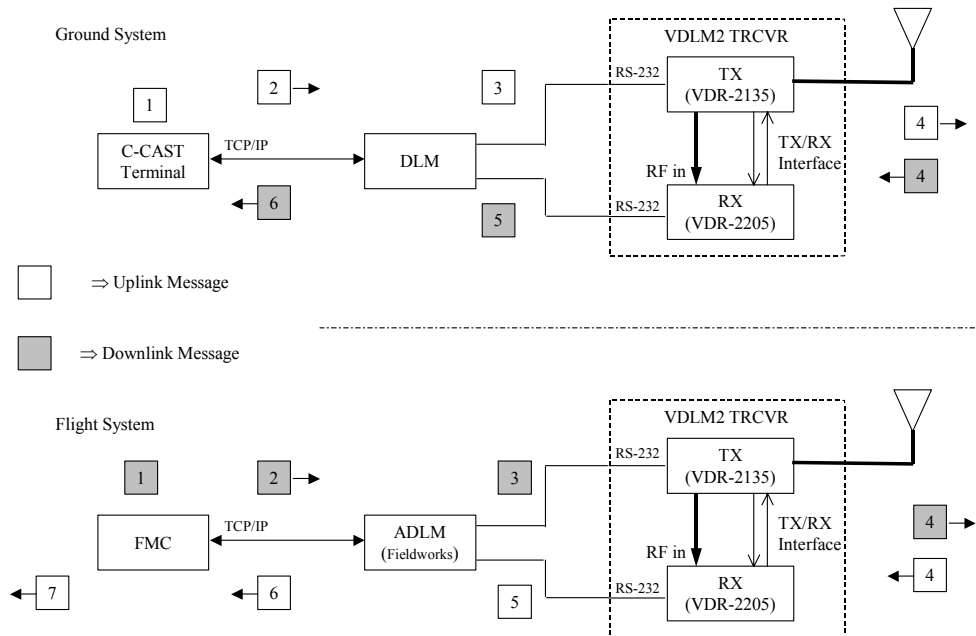 Ground System
VDLM2 TRCVR
1
2
3
RS-232
TX
(VDR-2135)
4
C-CAST
Terminal
TCP/IP
DLM
RF in
TX/RX
Interface
4
6
5
RS-232
RX
(VDR-2205)
⇒ Uplink Message
⇒ Downlink Message
Flight System
VDLM2 TRCVR
1
2
3
RS-232
TX
(VDR-2135)
FMC
TCP/IP
ADLM
(Fieldworks)
RF in
TX/RX
Interface
4
7
6
5
RS-232
RX
(VDR-2205)
4